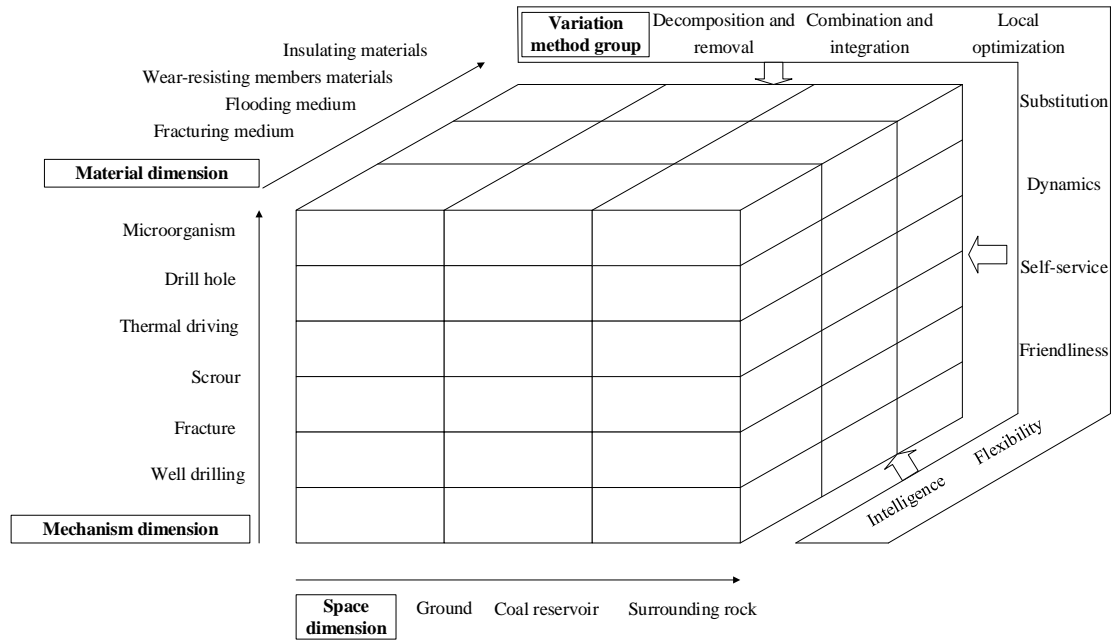 Variation
method group
Decomposition and
removal
Combination and
integration
Local
optimization
Insulating materials
Wear-resisting members materials
Flooding medium
Fracturing medium
Material dimension
Substitution
Dynamics
Self-service
Friendliness
Flexibility
Intelligence
Microorganism
Drill hole
Thermal driving
Scrour
Fracture
Well drilling
Mechanism dimension
Space
dimension
Ground
Coal reservoir
Surrounding rock